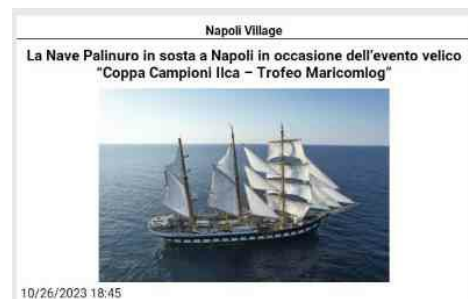 Napoli Village
La Nave Palinuro in sosta a Napoli in occasione dell'evento velico
"Coppa Campioni Ilca – Trofeo Maricomlog"
10/26/2023 18:45